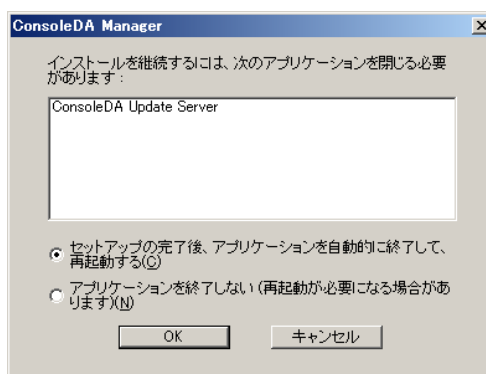 ConsoleDA Manager
インストールを継続するには、次のアプリケーションを閉じる必要
があります：
ConsoleDA Update Server
セットアップの完了後、アプリケーションを自動的に終了して、
再起動する(C)
アプリケーションを終了しない（再起動が必要になる場合があ
ります）(N)
OK
キャンセル